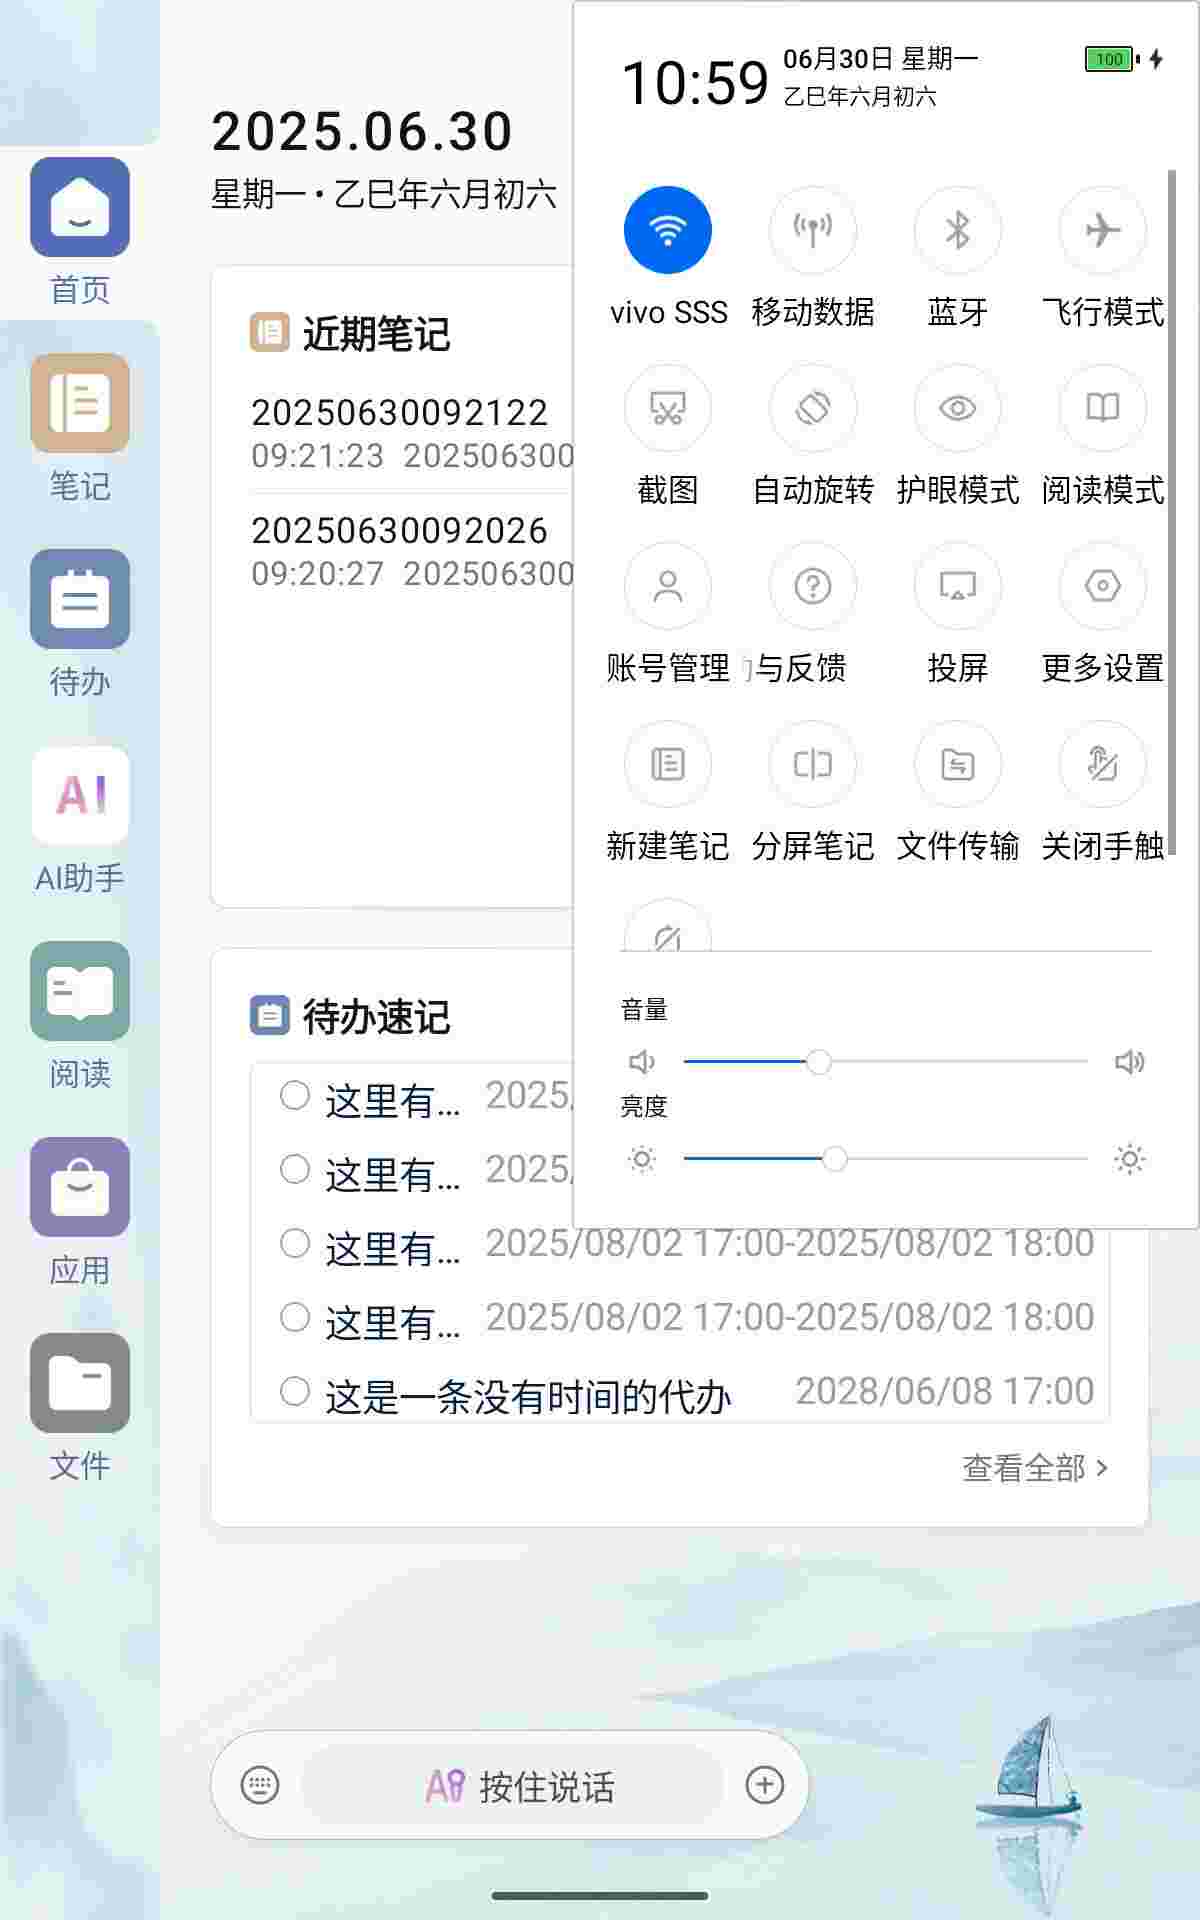 10:59
06月30日 星期一
乙巳年六月初六
100
2025.06.30
星期一 • 乙巳年六月初六
首页
笔记
待办
AI
AI助手
阅读
应用
文件
近期笔记
20250630092122
09:21:23 202506300
20250630092026
09:20:27 202506300
vivo SSS
移动数据
蓝牙
飞行模式
截图
自动旋转
护眼模式
阅读模式
账号管理
与反馈
投屏
更多设置
新建笔记
分屏笔记
文件传输
关闭手触
音量
亮度
待办速记
这里有... 2025/
这里有... 2025/
这里有... 2025/08/02 17:00-2025/08/02 18:00
这里有... 2025/08/02 17:00-2025/08/02 18:00
这是一条没有时间的代办 2028/06/08 17:00
查看全部 >
按住说话